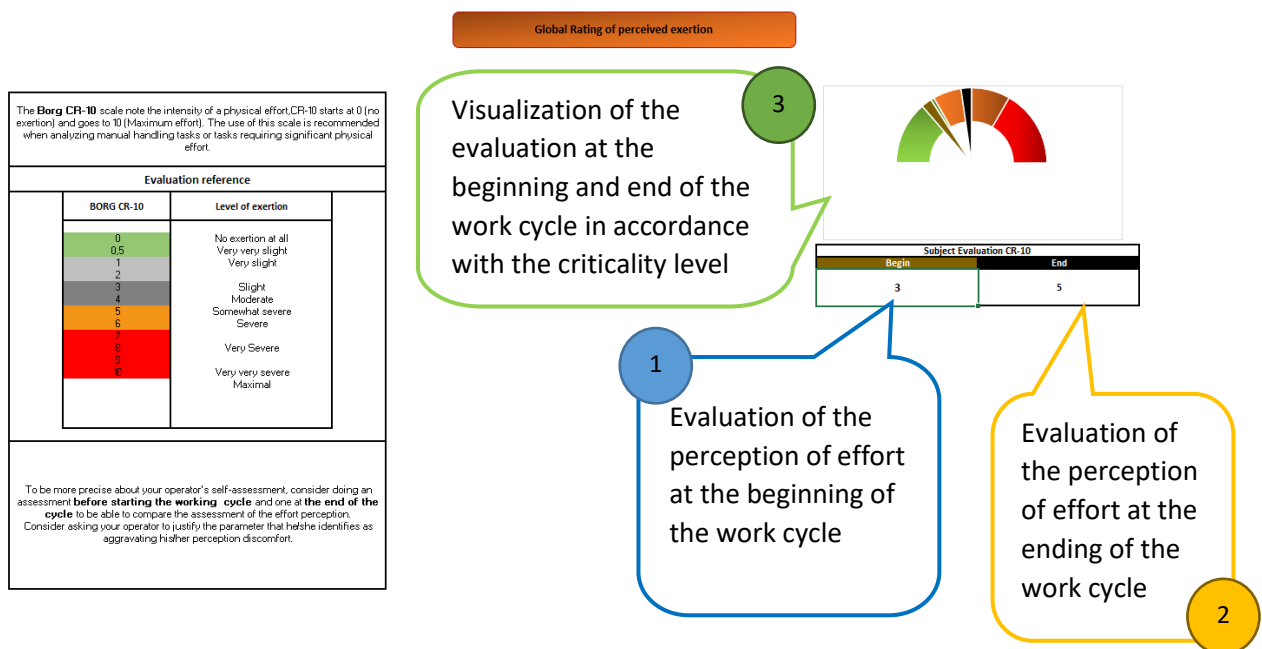 Global Rating of perceived exertion
The Borg CR-10 scale note the intensity of a physical effort,CR-10 starts at 0 (no
exertion) and goes to 10 (Maximum effort). The use of this scale is recommended
when analyzing manual handling tasks or tasks requiring significant physical
effort.
Evaluation reference
BORG CR-10 Level of exertion
0 No exertion at all
0,5 Very very slight
1 Very slight
2
3 Slight
4 Moderate
5 Somewhat severe
6 Severe
7
8 Very Severe
9
10 Very very severe
Maximal
To be more precise about your operator's self-assessment, consider doing an
assessment before starting the working cycle and one at the end of the
cycle to be able to compare the assessment of the effort perception.
Consider asking your operator to justify the parameter that he/she identifies as
aggravating his/her perception discomfort.
3
Visualization of the
evaluation at the
beginning and end of the
work cycle in accordance
with the criticality level
Subject Evaluation CR-10
Begin End
3 5
1
Evaluation of the
perception of effort
at the beginning of
the work cycle
Evaluation of
the perception
of effort at the
ending of the
work cycle
2